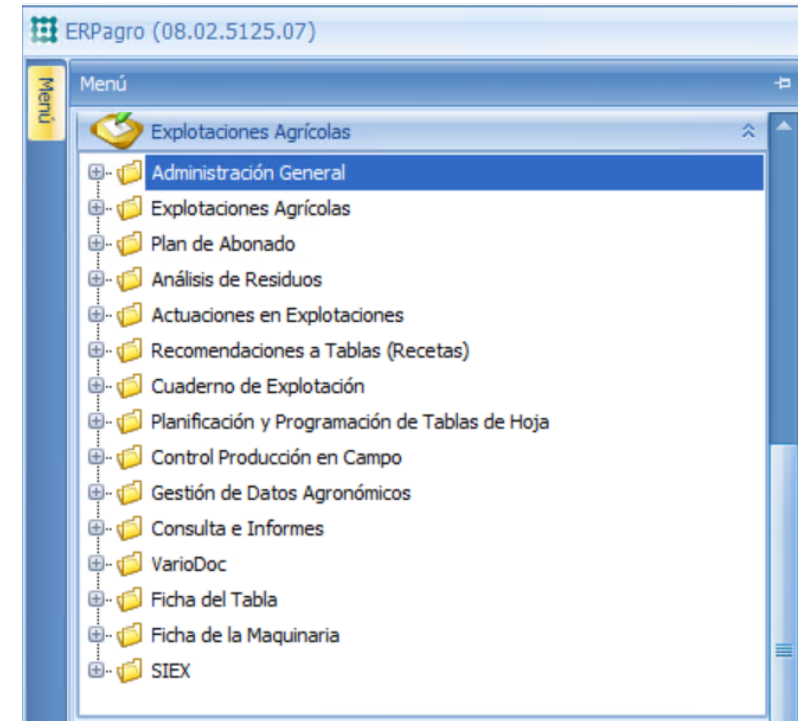 ERPagro (08.02.5125.07)
Menú
Menú
Explotaciones Agrícolas
Administración General
Explotaciones Agrícolas
Plan de Abonado
Análisis de Residuos
Actuaciones en Explotaciones
Recomendaciones a Tablas (Recetas)
Cuaderno de Explotación
Planificación y Programación de Tablas de Hoja
Control Producción en Campo
Gestión de Datos Agronómicos
Consulta e Informes
VarioDoc
Ficha del Tabla
Ficha de la Maquinaria
SIEX